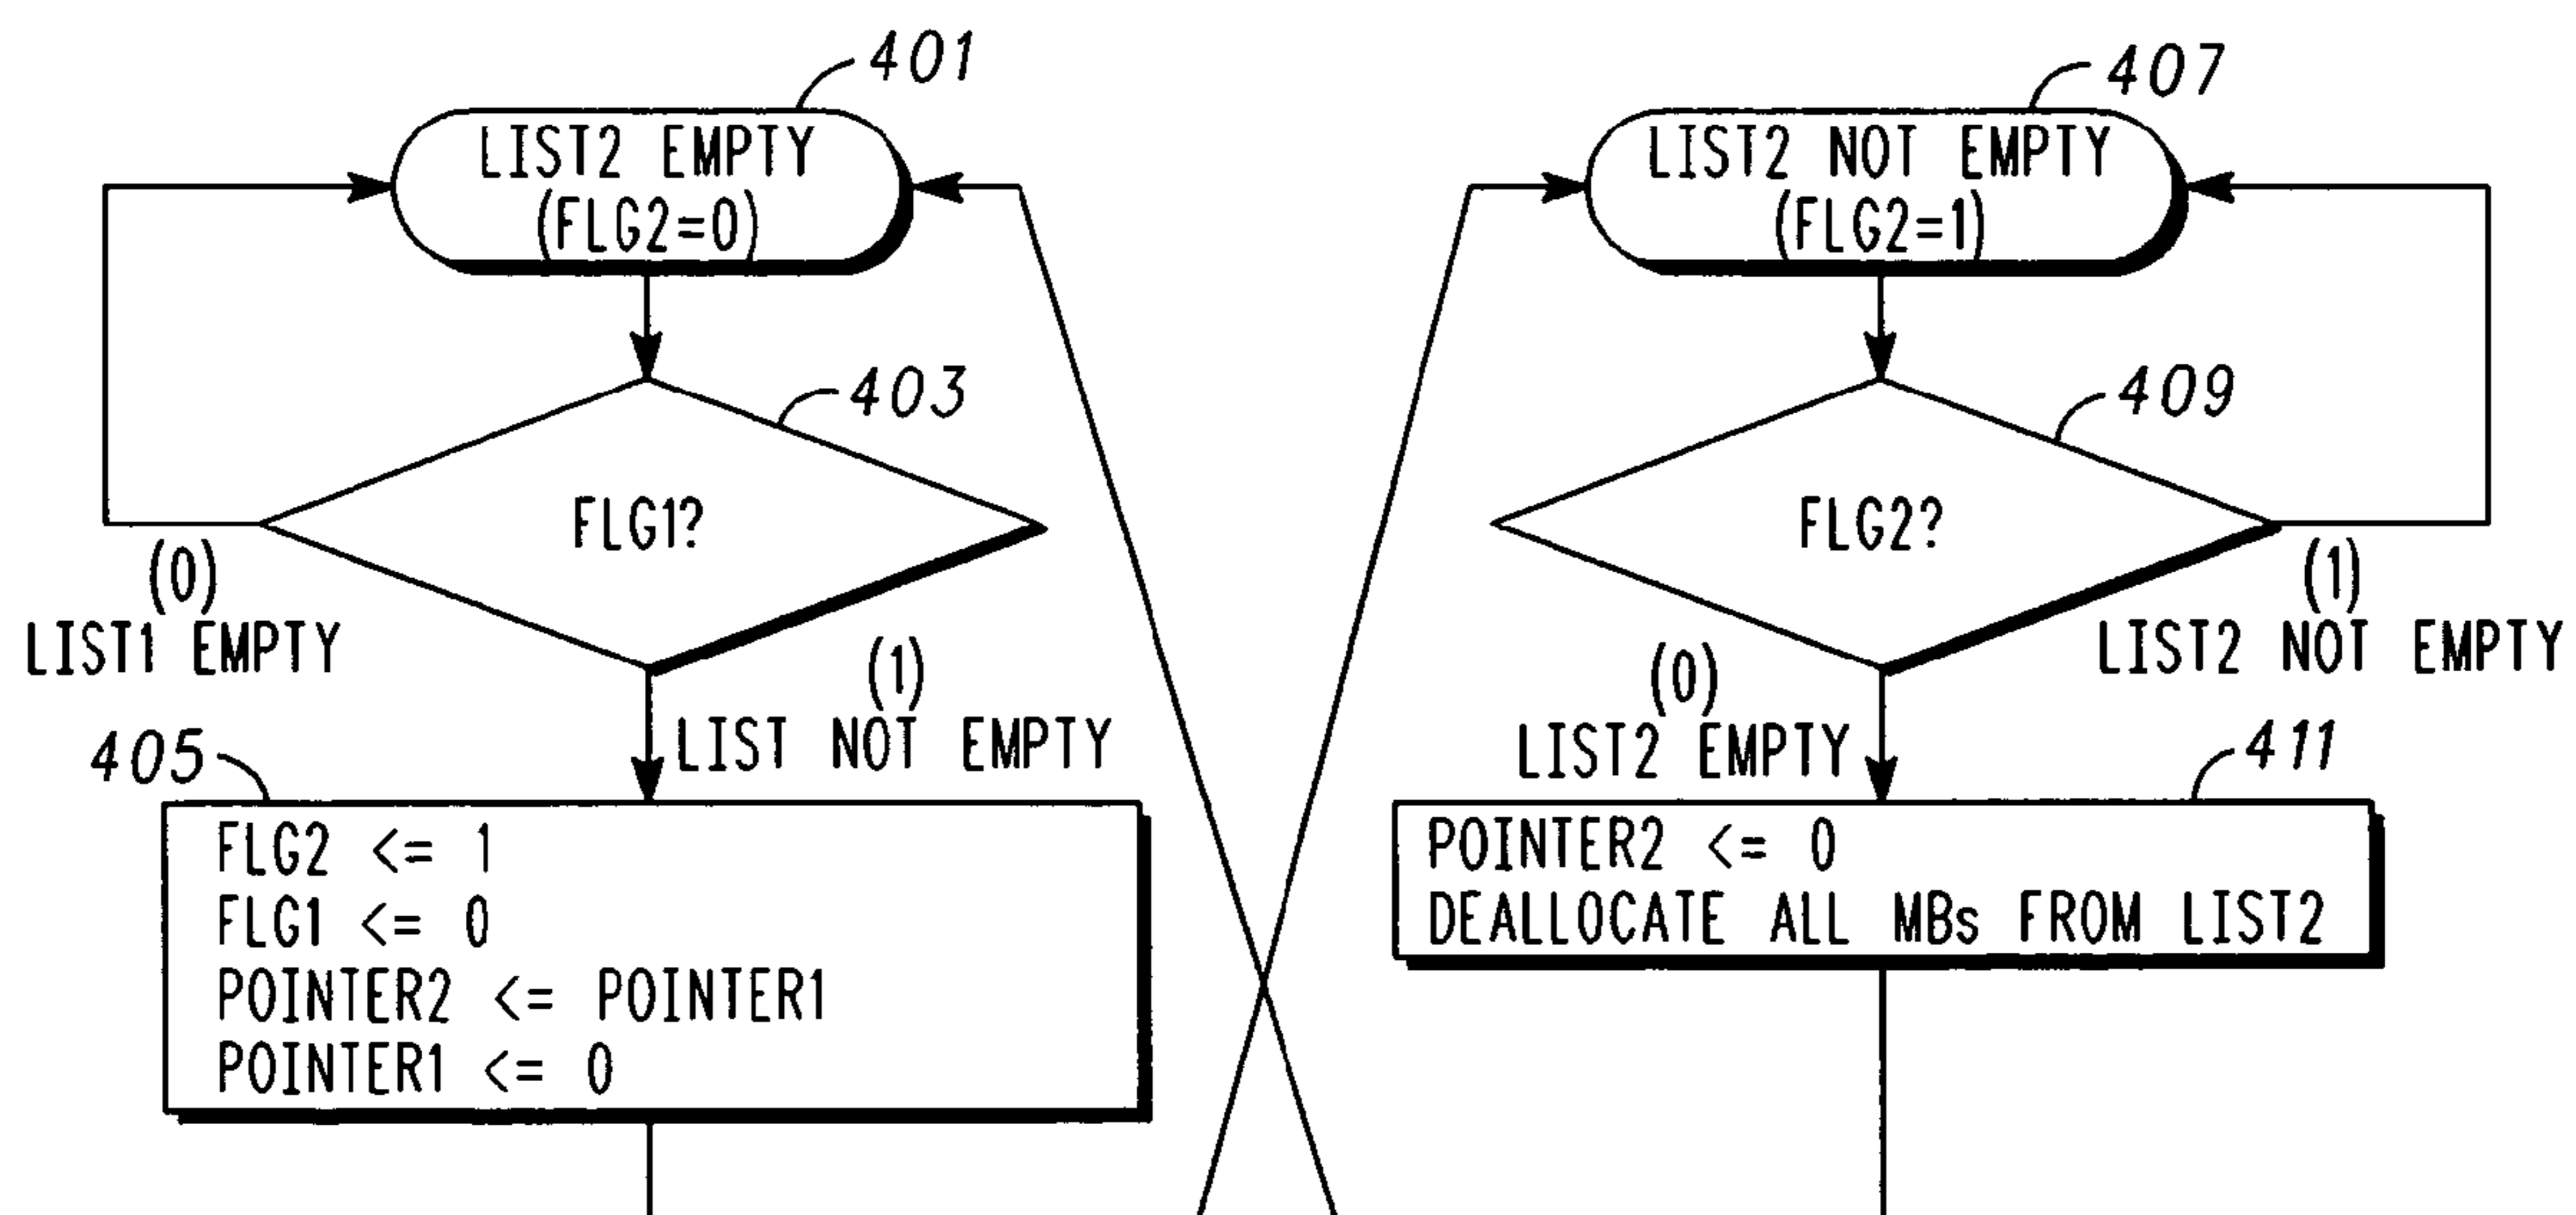 401
LIST2 EMPTY
(FLG2=0)
403
FLG1?
(0)
LIST1 EMPTY
(1)
LIST NOT EMPTY
405
FLG2 <= 1
FLG1 <= 0
POINTER2 <= POINTER1
POINTER1 <= 0
407
LIST2 NOT EMPTY
(FLG2=1)
409
FLG2?
(1)
LIST2 NOT EMPTY
(0)
LIST2 EMPTY
411
POINTER2 <= 0
DEALLOCATE ALL MBs FROM LIST2